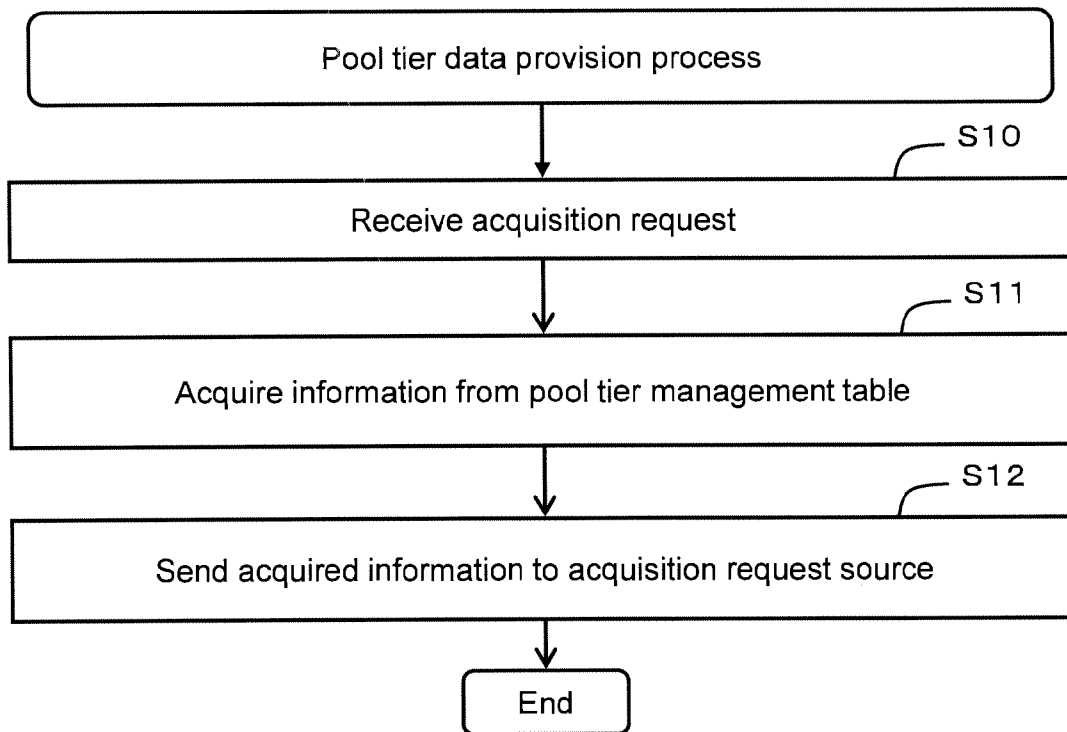 Pool tier data provision process
S10
Receive acquisition request
S11
Acquire information from pool tier management table
S12
Send acquired information to acquisition request source
End